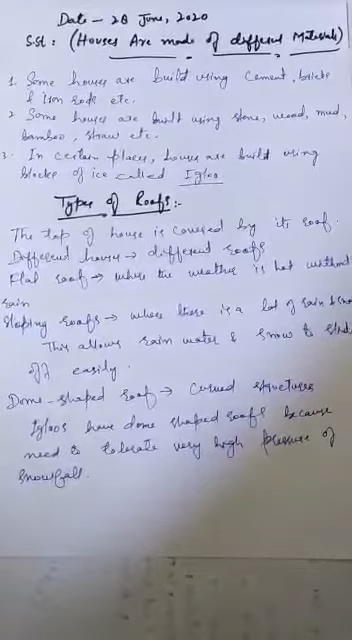 Date - 28 June, 2020
S.St: (Houses Are made of different Materials)
1. Some houses are build using cement, bricks
& iron rods etc.
2 Some houses are built using stone, wood, mud,
bamboo, straw etc.
3. In certain places, houses are build using
blocks of ice called Igloo
Types of Roofs:-
The top of house is covered by its roof.
Different houses → different roofs
Flat roof → where the weather is hot without
rain
Sloping roofs → where there is a lot of rain & sno
This allows rain water & snow to slid
off easily.
Dome-shaped roof → curved structures
Igloos have dome shaped roofs because
need to tolerate very high pressure of
snowfall.